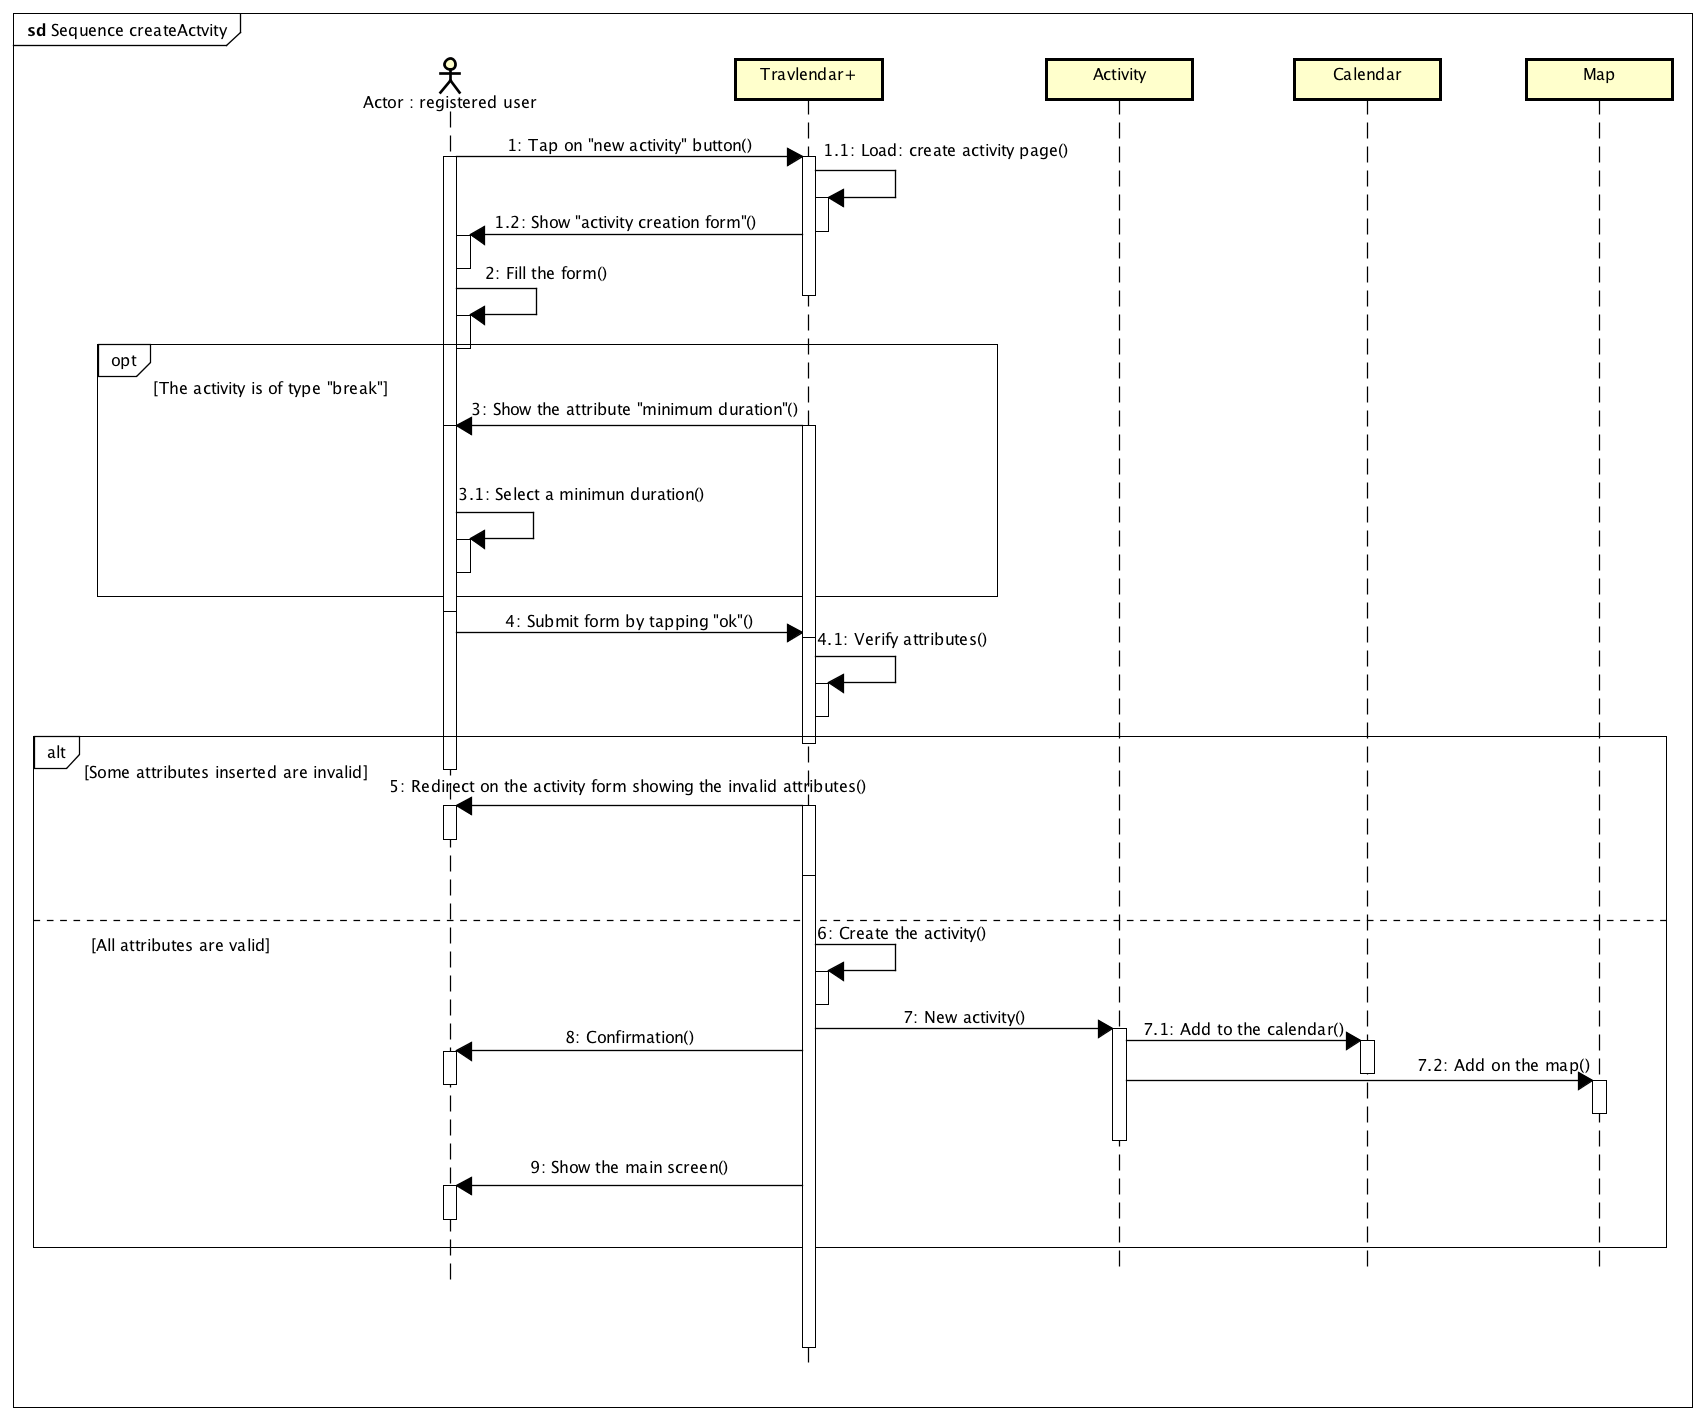 sd Sequence createActvity
Actor : registered user
Travlendar+
Activity
Calendar
Map
1: Tap on "new activity" button()
1.1: Load: create activity page()
1.2: Show "activity creation form"()
2: Fill the form()
opt
[The activity is of type "break"]
3: Show the attribute "minimum duration"()
3.1: Select a minimun duration()
4: Submit form by tapping "ok"()
4.1: Verify attributes()
alt
[Some attributes inserted are invalid]
5: Redirect on the activity form showing the invalid attributes()
[All attributes are valid]
6: Create the activity()
7: New activity()
7.1: Add to the calendar()
8: Confirmation()
7.2: Add on the map()
9: Show the main screen()